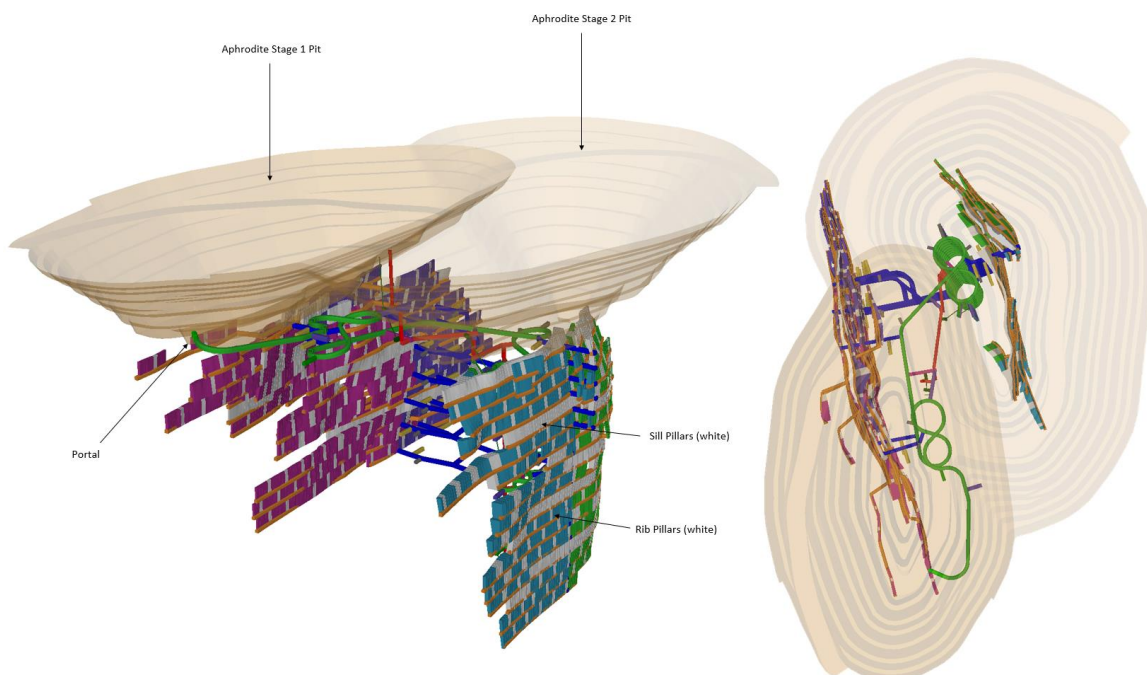 Aphrodite Stage 1 Pit
Aphrodite Stage 2 Pit
Portal
Sill Pillars (white)
Rib Pillars (white)